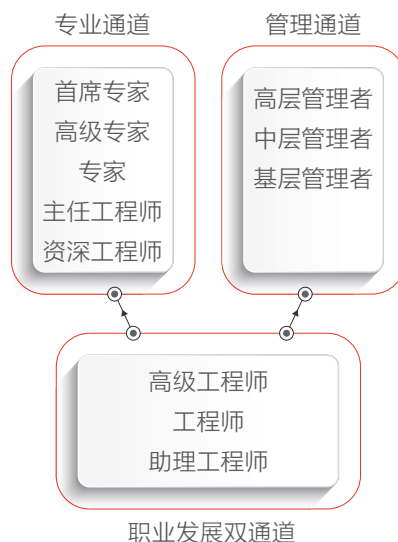 专业通道
首席专家
高级专家
专家
主任工程师
资深工程师
管理通道
高层管理者
中层管理者
基层管理者
高级工程师
工程师
助理工程师
职业发展双通道